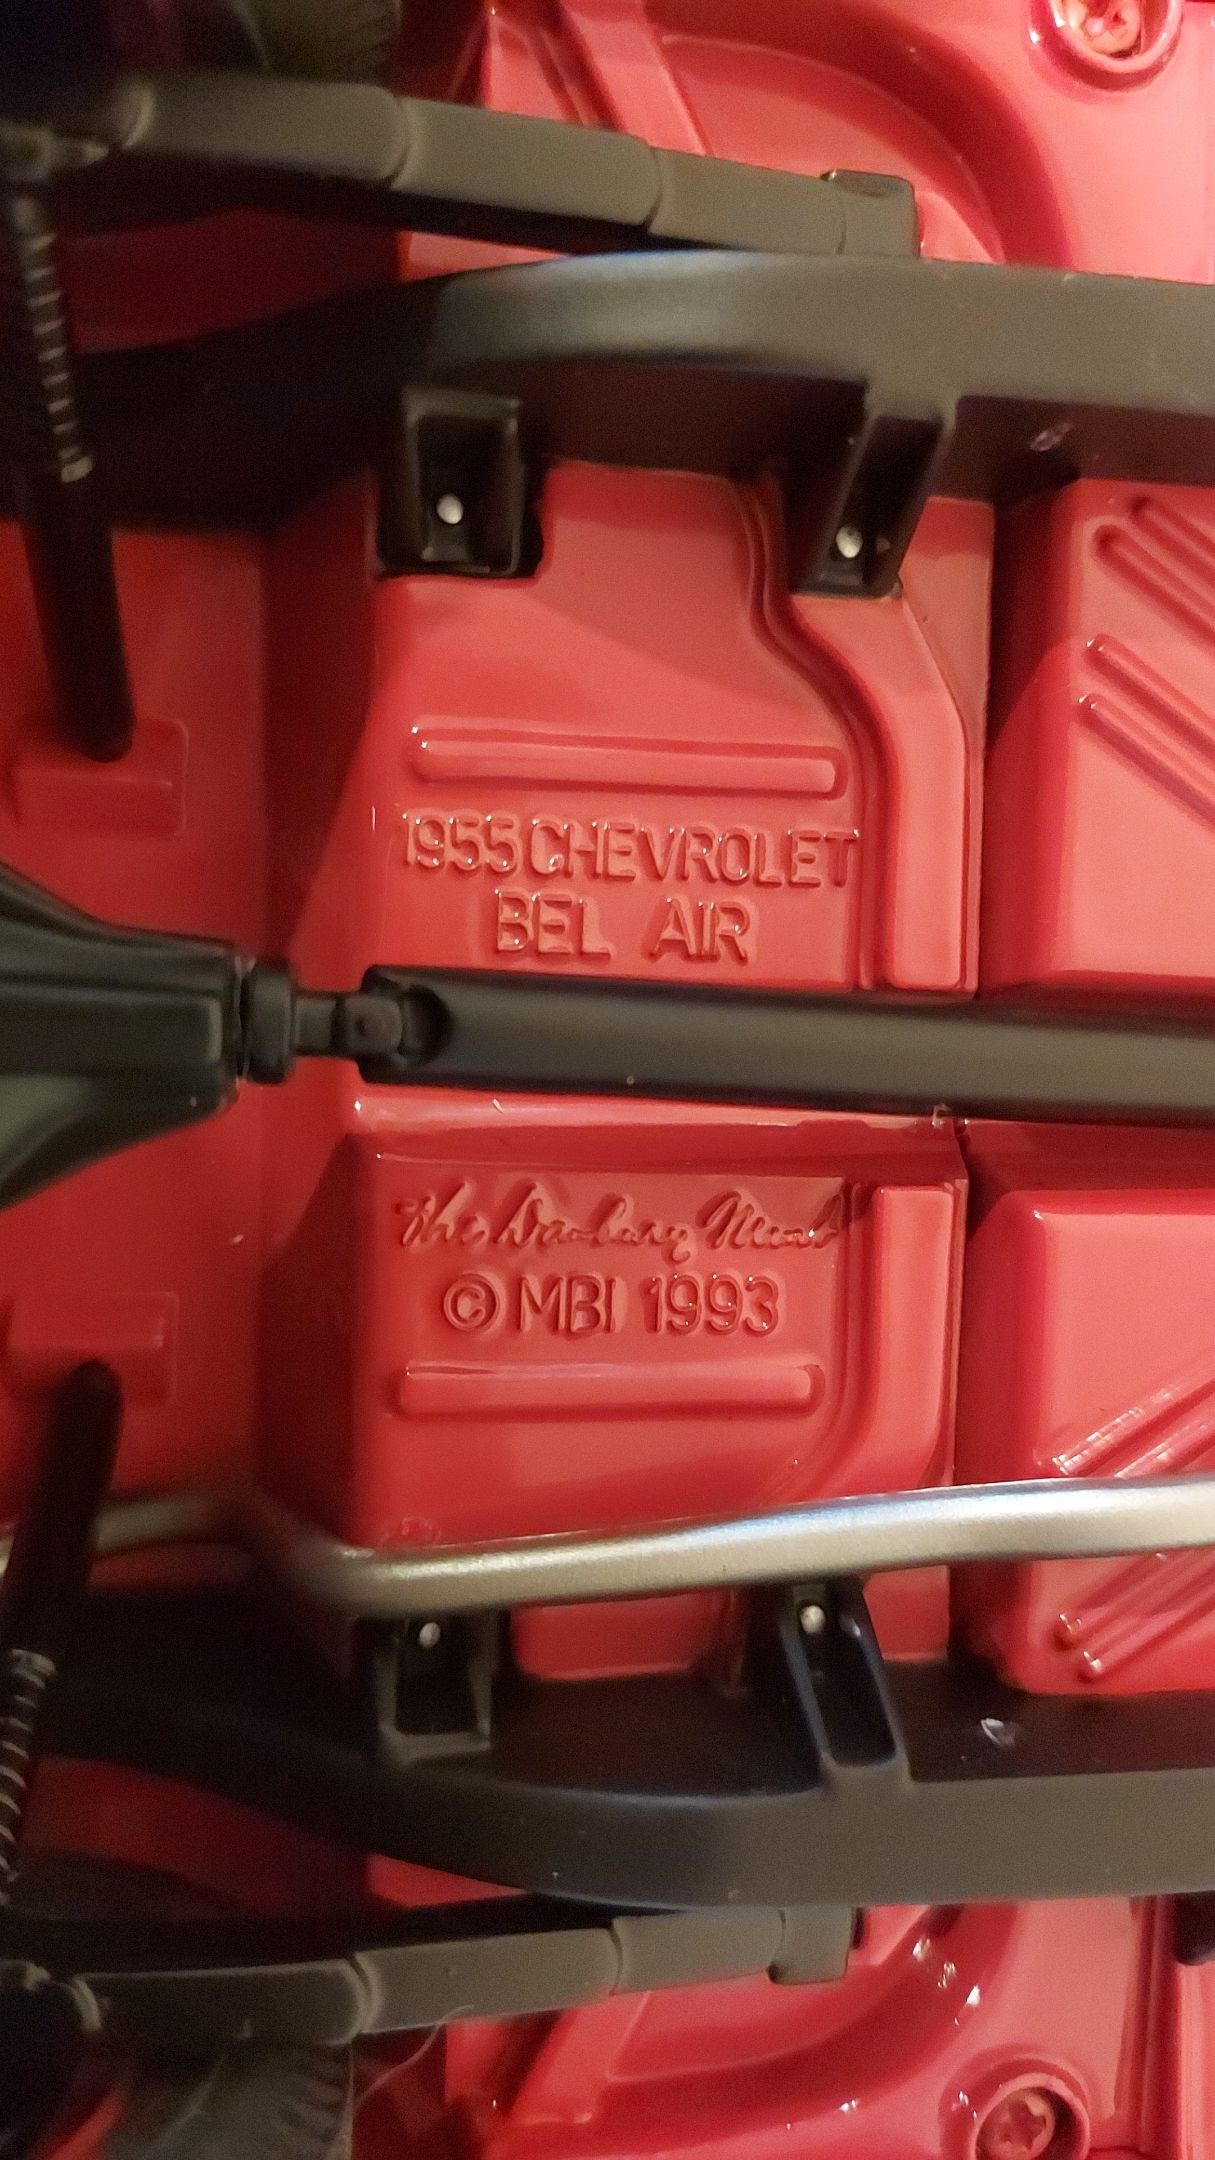 1955 CHEVROLET
BEL AIR
The Danbury Mint
© MBI 1993